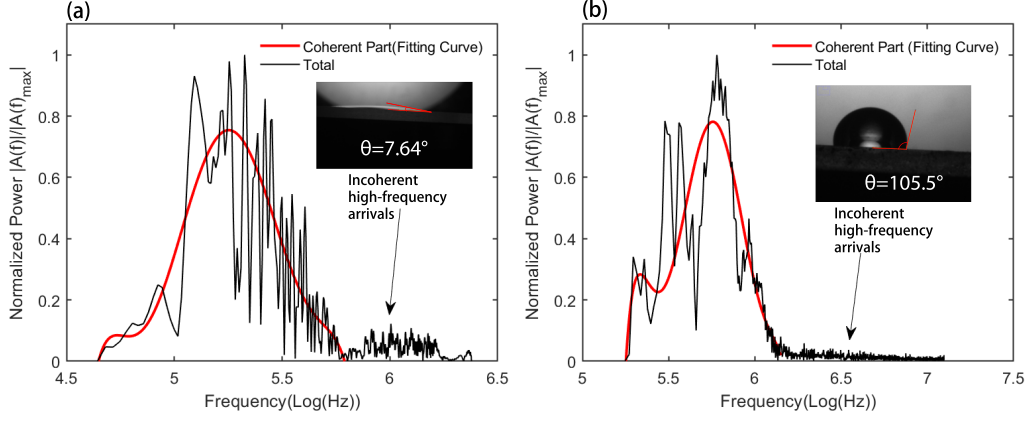 (a)
Normalized Power |A(f)|/|A(f)max|
1
0.8
0.6
0.4
0.2
0
4.5 5 5.5 6 6.5
Frequency(Log(Hz))
Coherent Part(Fitting Curve)
Total
θ=7.64°
Incoherent
high-frequency
arrivals
(b)
Normalized Power |A(f)|/|A(f)max|
1
0.8
0.6
0.4
0.2
0
5 5.5 6 6.5 7 7.5
Frequency(Log(Hz))
Coherent Part (Fitting Curve)
Total
θ=105.5°
Incoherent
high-frequency
arrivals